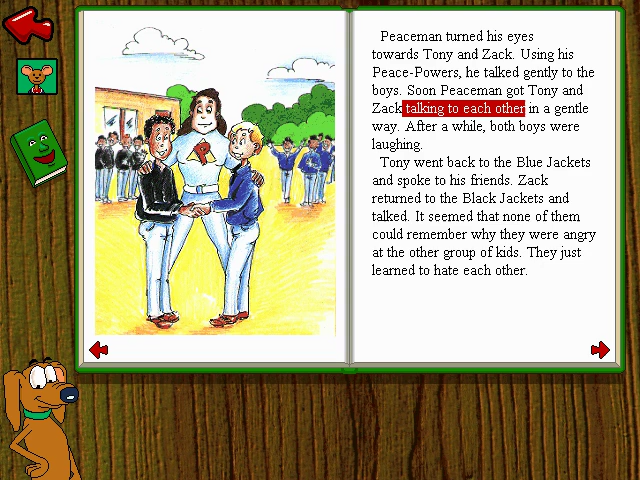 Peaceman turned his eyes
towards Tony and Zack. Using his
Peace-Powers, he talked gently to the
boys. Soon Peaceman got Tony and
Zack talking to each other in a gentle
way. After a while, both boys were
laughing.
Tony went back to the Blue Jackets
and spoke to his friends. Zack
returned to the Black Jackets and
talked. It seemed that none of them
could remember why they were angry
at the other group of kids. They just
learned to hate each other.